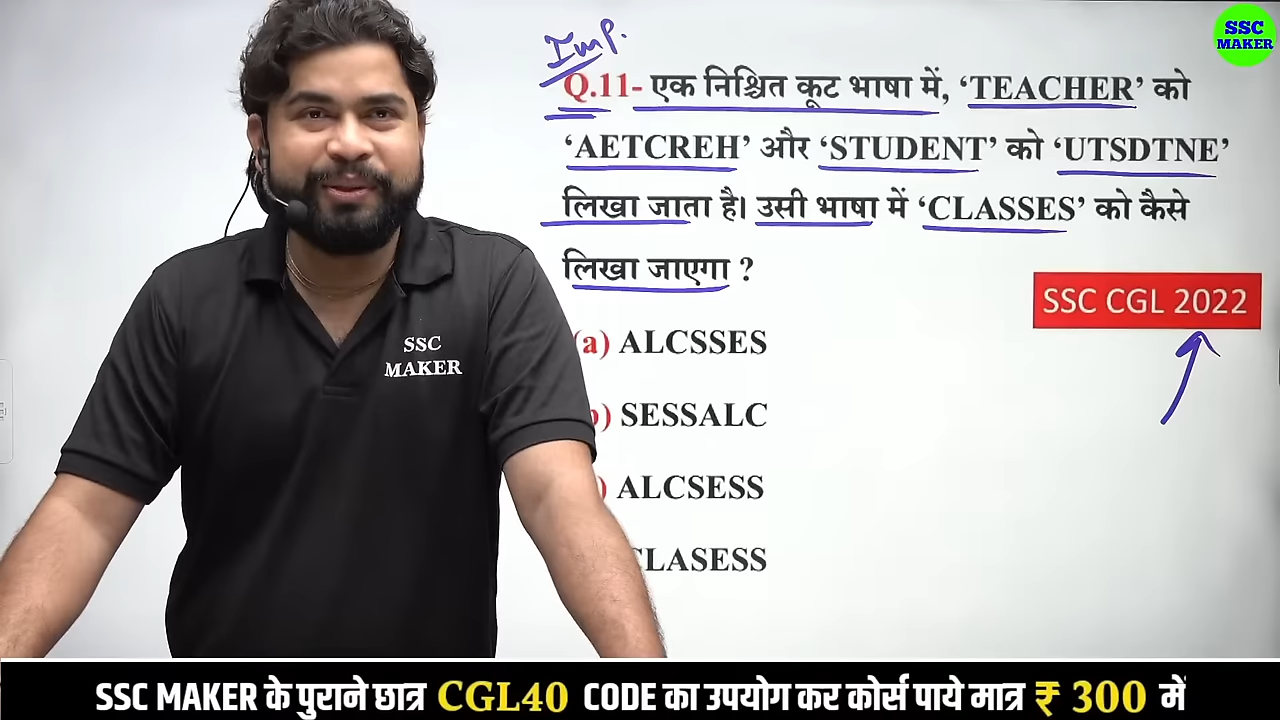 SSC
MAKER
Imp.
Q.11- एक निश्चित कूट भाषा में, ‘TEACHER’ को
‘AETCREH’ और ‘STUDENT’ को ‘UTSDTNE’
लिखा जाता है। उसी भाषा में ‘CLASSES’ को कैसे
लिखा जाएगा ?
SSC CGL 2022
(a) ALCSSES
) SESSALC
) ALCSESS
CLASESS
SSC
MAKER
SSC MAKER के पुराने छात्र CGL40 CODE का उपयोग कर कोर्स पाये मात्र ₹ 300 में